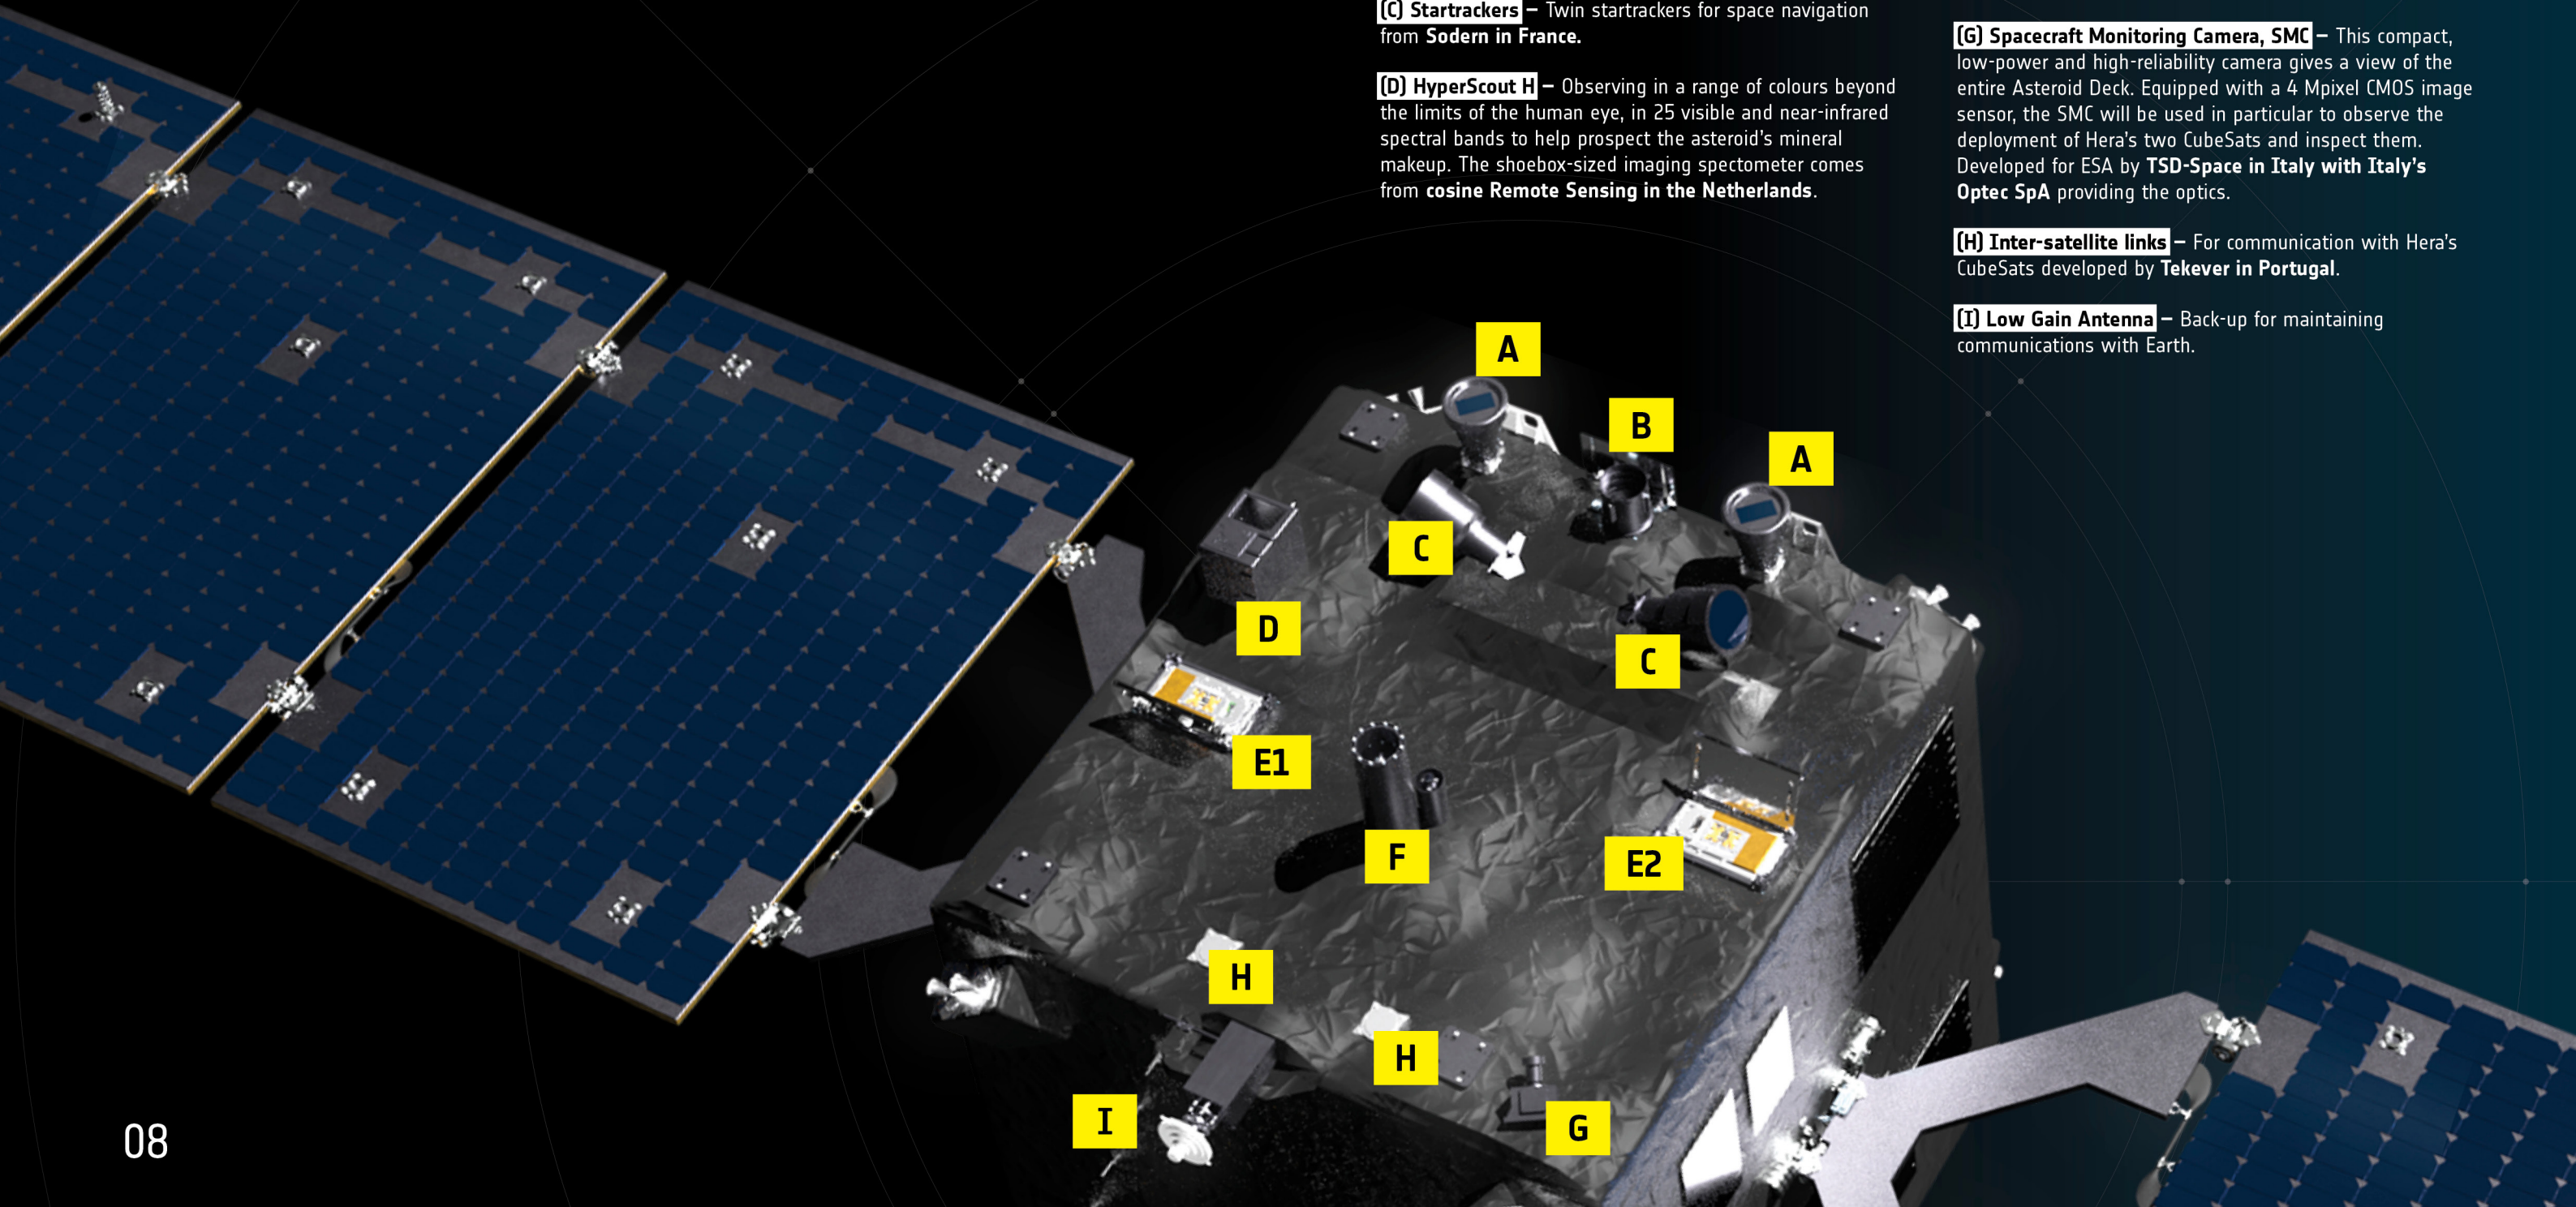 (C) Startrackers – Twin startrackers for space navigation
from Sodern in France.
(D) HyperScout H – Observing in a range of colours beyond
the limits of the human eye, in 25 visible and near-infrared
spectral bands to help prospect the asteroid's mineral
makeup. The shoebox-sized imaging spectometer comes
from cosine Remote Sensing in the Netherlands.
(G) Spacecraft Monitoring Camera, SMC – This compact,
low-power and high-reliability camera gives a view of the
entire Asteroid Deck. Equipped with a 4 Mpixel CMOS image
sensor, the SMC will be used in particular to observe the
deployment of Hera's two CubeSats and inspect them.
Developed for ESA by TSD-Space in Italy with Italy's
Optec SpA providing the optics.
(H) Inter-satellite links – For communication with Hera's
CubeSats developed by Tekever in Portugal.
(I) Low Gain Antenna – Back-up for maintaining
communications with Earth.
A
B
A
C
D
C
E1
F
E2
H
H
I
G
08